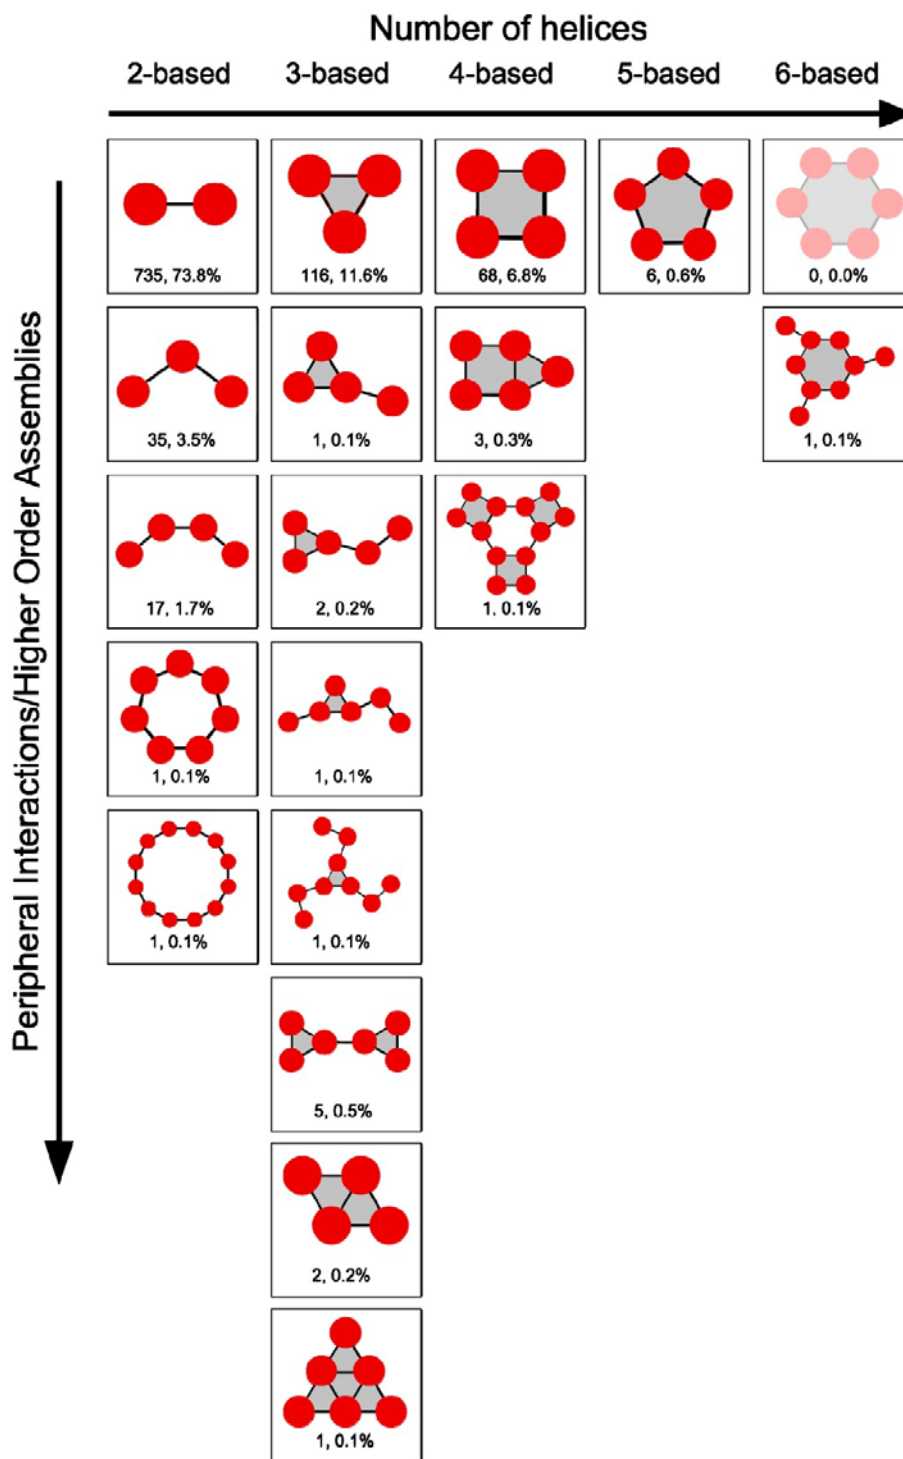 Number of helices
2-based 3-based 4-based 5-based 6-based
Peripheral Interactions/Higher Order Assemblies
735, 73.8% 116, 11.6% 68, 6.8% 6, 0.6% 0, 0.0%
35, 3.5% 1, 0.1% 3, 0.3% 1, 0.1%
17, 1.7% 2, 0.2% 1, 0.1%
1, 0.1% 1, 0.1%
1, 0.1% 1, 0.1%
5, 0.5%
2, 0.2%
1, 0.1%